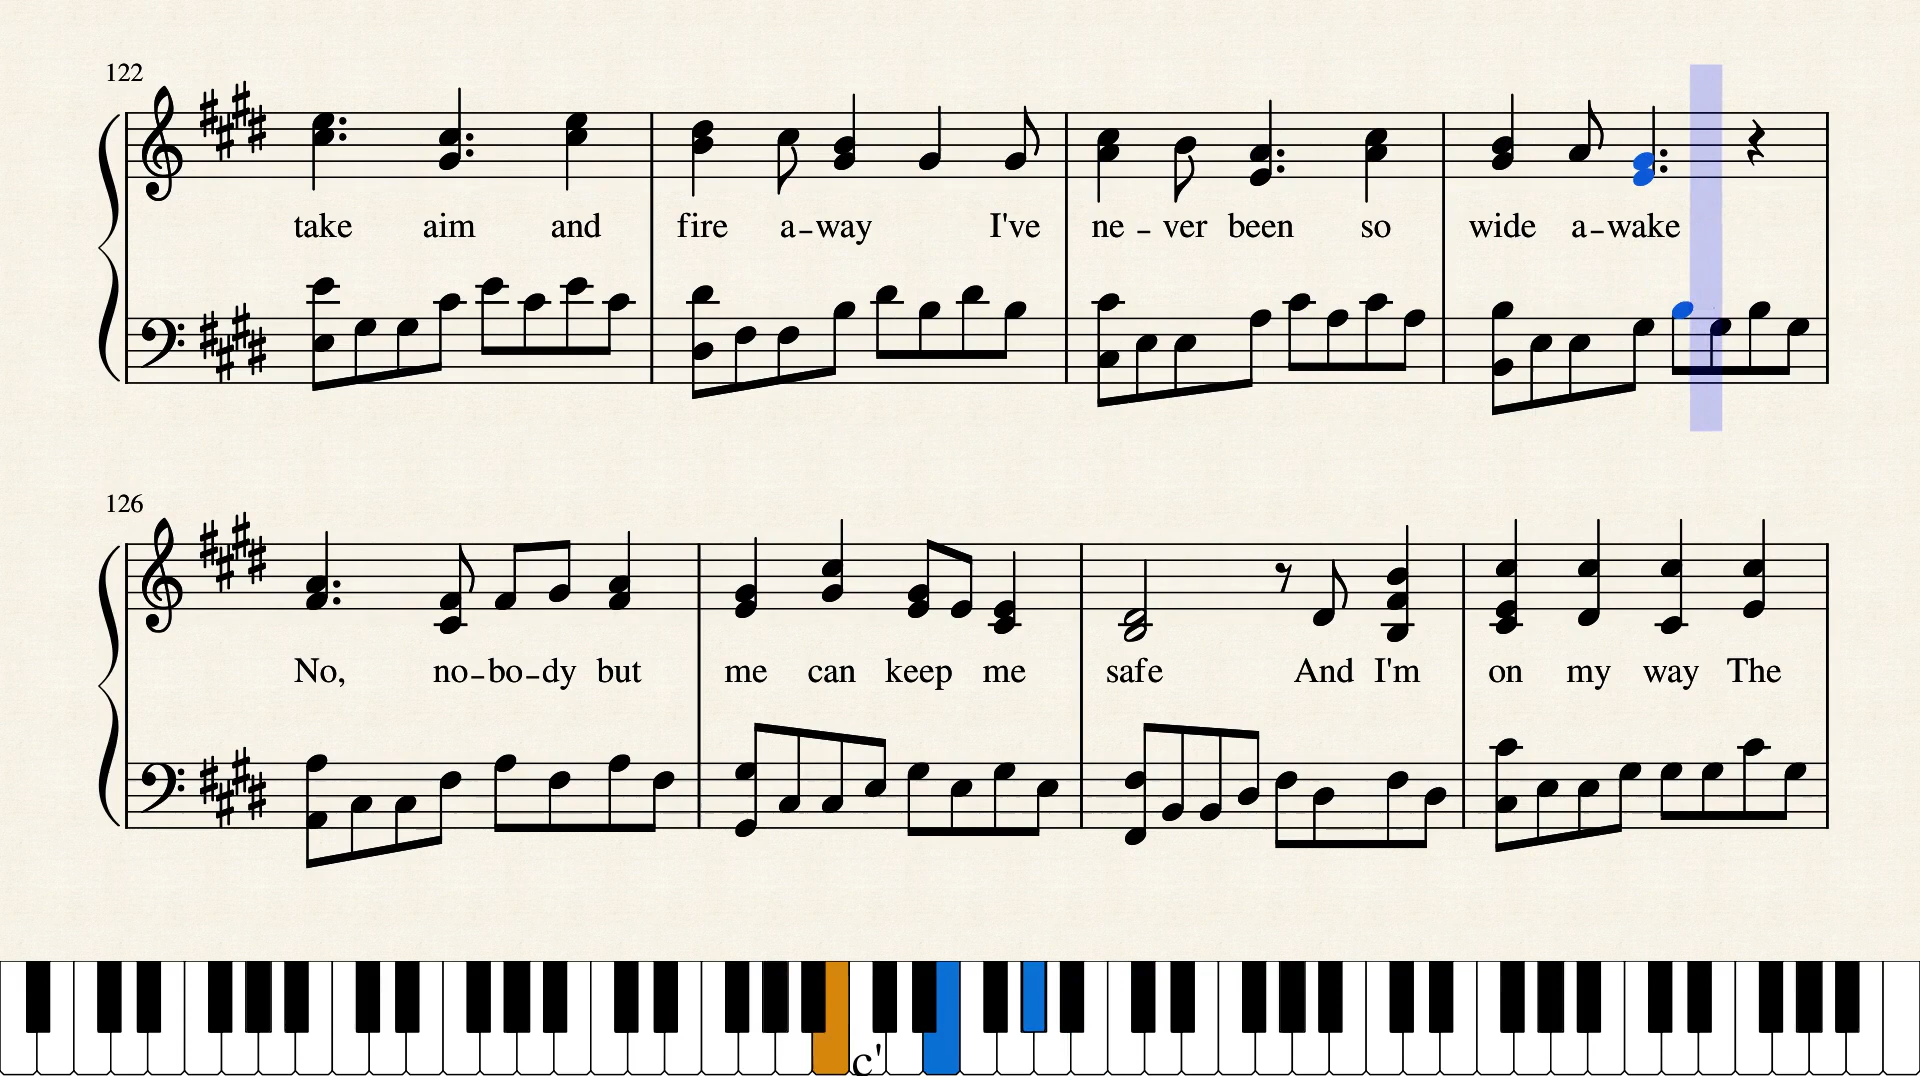 122
take aim and fire a-way I've ne-ver been so wide a-wake
126
No, no-bo-dy but me can keep me safe And I'm on my way The
c'